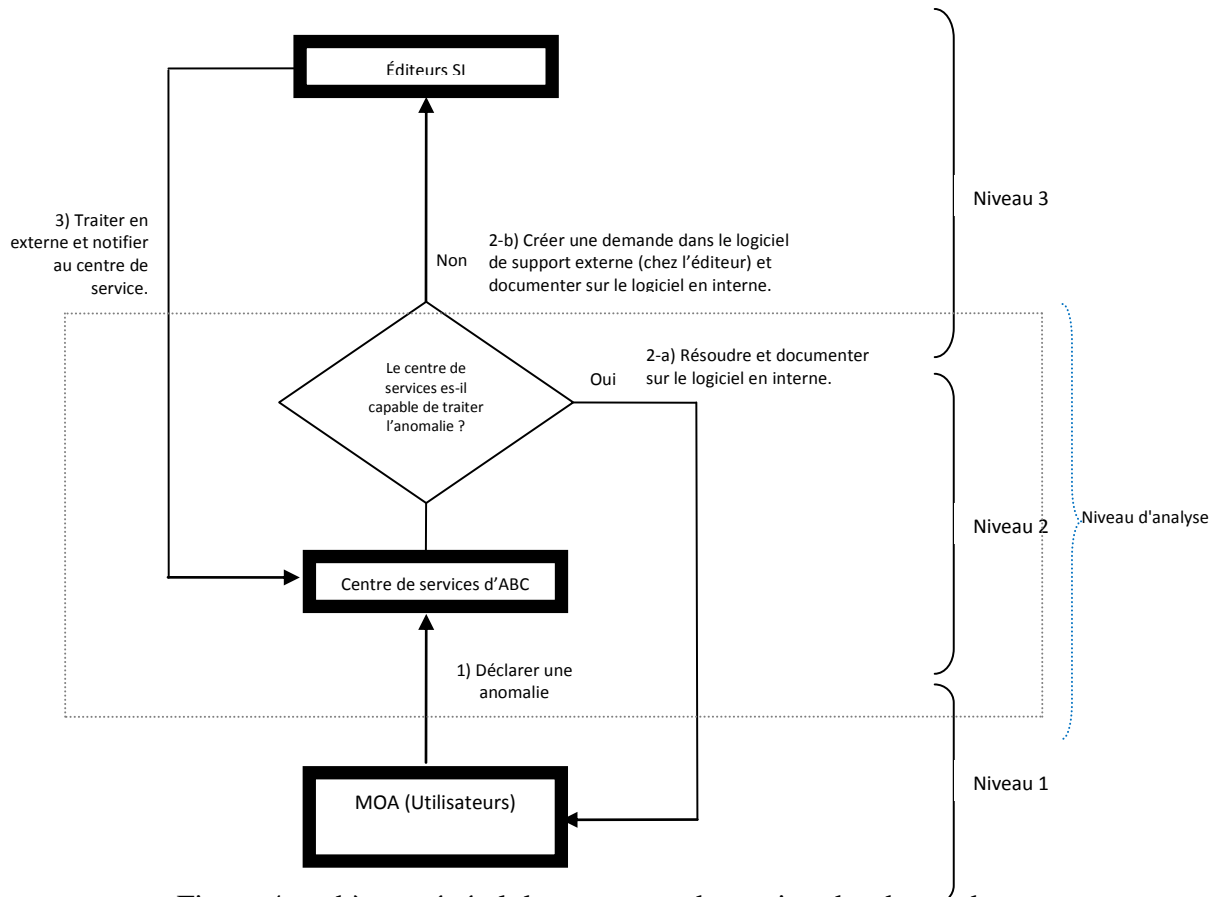 Éditeurs SI
Niveau 3
3) Traiter en
externe et notifier
au centre de
service.
Non
2-b) Créer une demande dans le logiciel
de support externe (chez l'éditeur) et
documenter sur le logiciel en interne.
Le centre de
services es-il
capable de traiter
l'anomalie ?
Oui
2-a) Résoudre et documenter
sur le logiciel en interne.
Niveau 2
Niveau d'analyse
Centre de services d'ABC
1) Déclarer une
anomalie
MOA (Utilisateurs)
Niveau 1